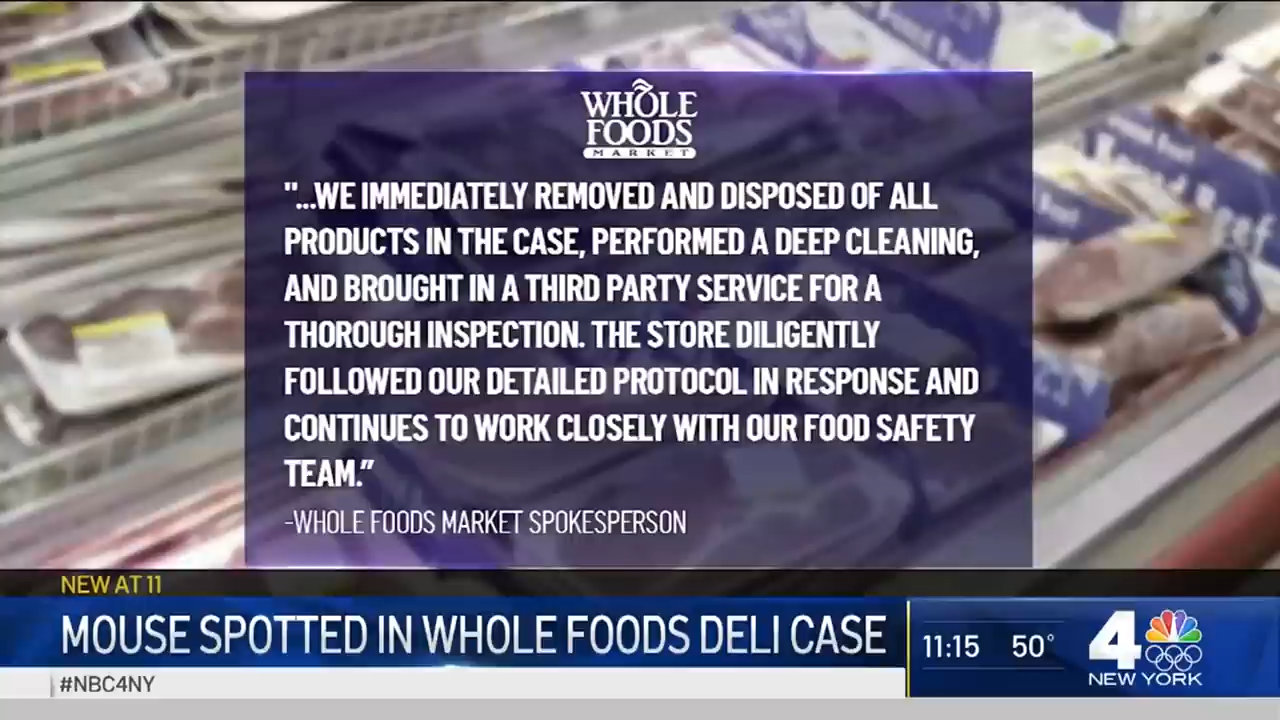 WHOLE
FOODS
MARKET
"...WE IMMEDIATELY REMOVED AND DISPOSED OF ALL
PRODUCTS IN THE CASE, PERFORMED A DEEP CLEANING,
AND BROUGHT IN A THIRD PARTY SERVICE FOR A
THOROUGH INSPECTION. THE STORE DILIGENTLY
FOLLOWED OUR DETAILED PROTOCOL IN RESPONSE AND
CONTINUES TO WORK CLOSELY WITH OUR FOOD SAFETY
TEAM.”
-WHOLE FOODS MARKET SPOKESPERSON
Beef
NEW AT 11
MOUSE SPOTTED IN WHOLE FOODS DELI CASE
11:15 50°
4
NEW YORK
#NBC4NY